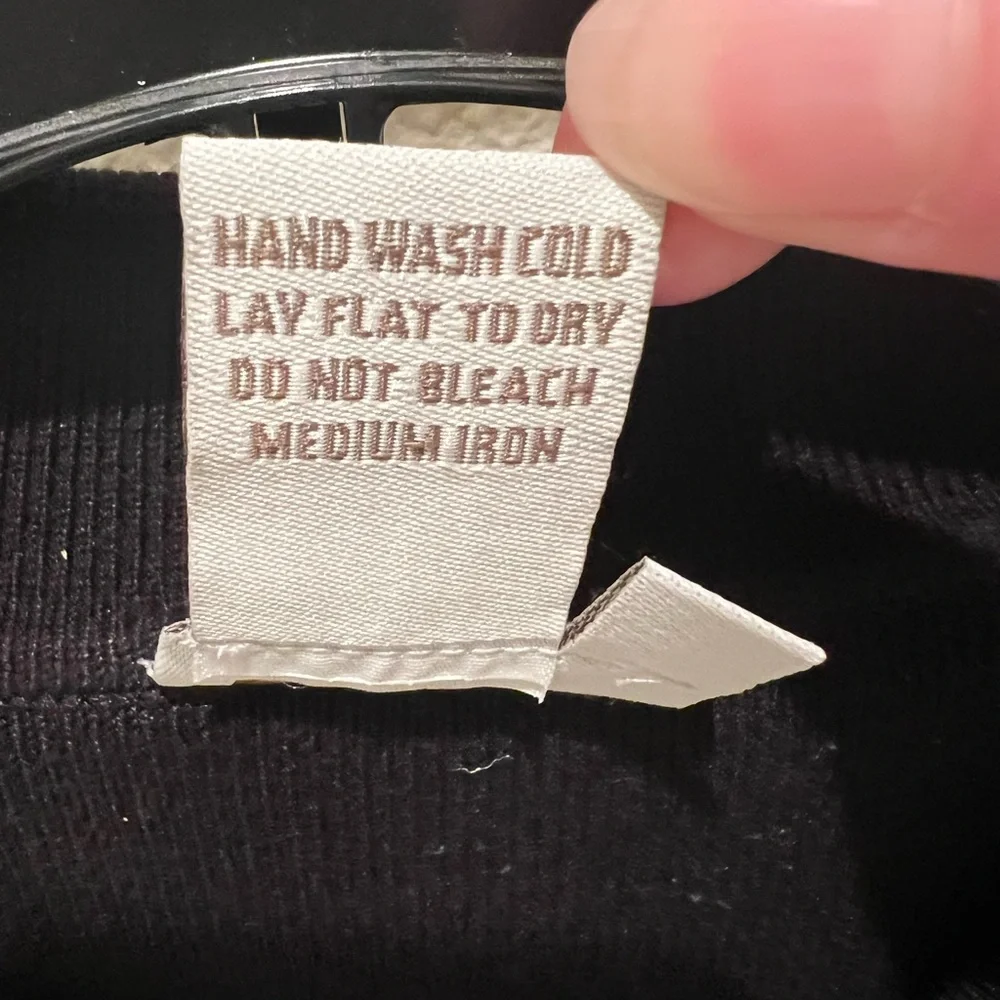 HAND WASH COLD
LAY FLAT TO DRY
DO NOT BLEACH
MEDIUM IRON